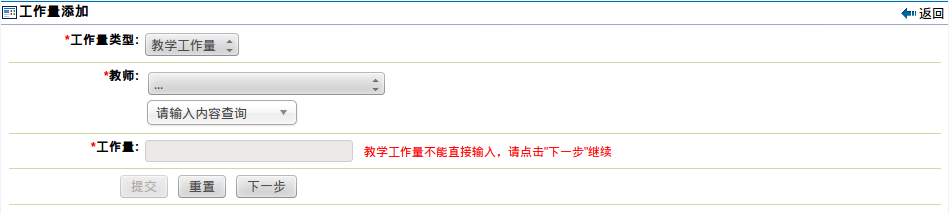 工作量添加 返回
*工作量类型: 教学工作量
*教师: ...
请输入内容查询
*工作量: 教学工作量不能直接输入，请点击"下一步"继续
提交 重置 下一步